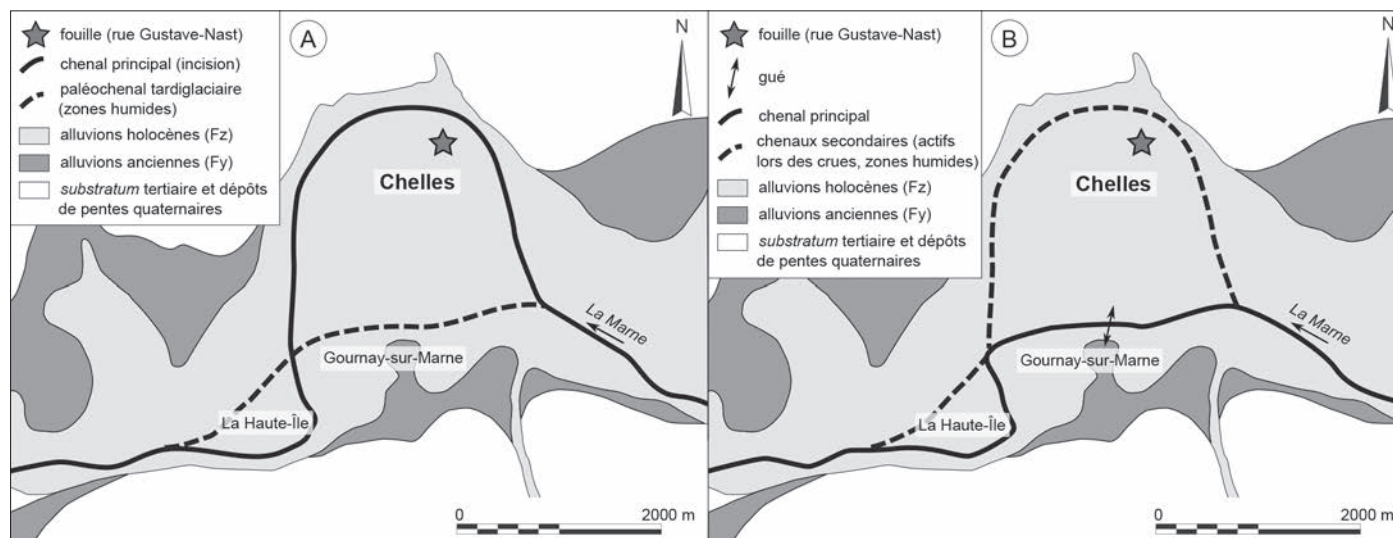 fouille (rue Gustave-Nast)
chenal principal (incision)
paléochenal tardiglaciaire
(zones humides)
alluvions holocènes (Fz)
alluvions anciennes (Fy)
substratum tertiaire et dépôts
de pentes quaternaires
A
N
Chelles
La Marne
Gournay-sur-Marne
La Haute-Île
0 2000 m
fouille (rue Gustave-Nast)
gué
chenal principal
chenaux secondaires (actifs
lors des crues, zones humides)
alluvions holocènes (Fz)
alluvions anciennes (Fy)
substratum tertiaire et dépôts
de pentes quaternaires
B
N
Chelles
La Marne
Gournay-sur-Marne
La Haute-Île
0 2000 m